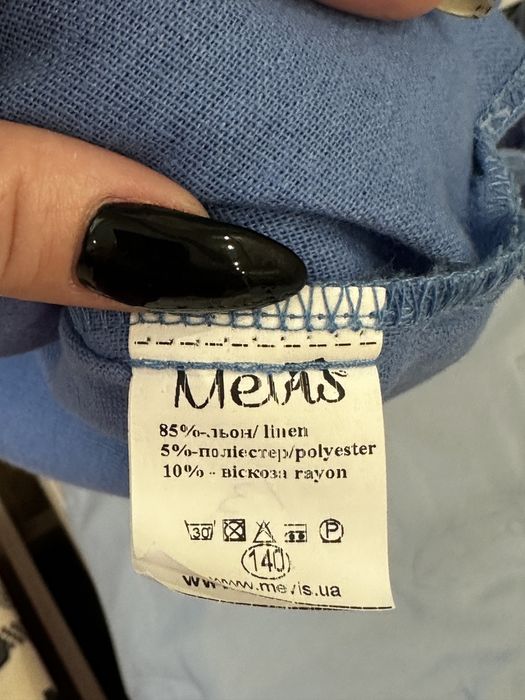 Mevis
85%-льон/ linen
5%-поліестер/polyester
10% - віскоза rayon
30
P
140
www.mevis.ua